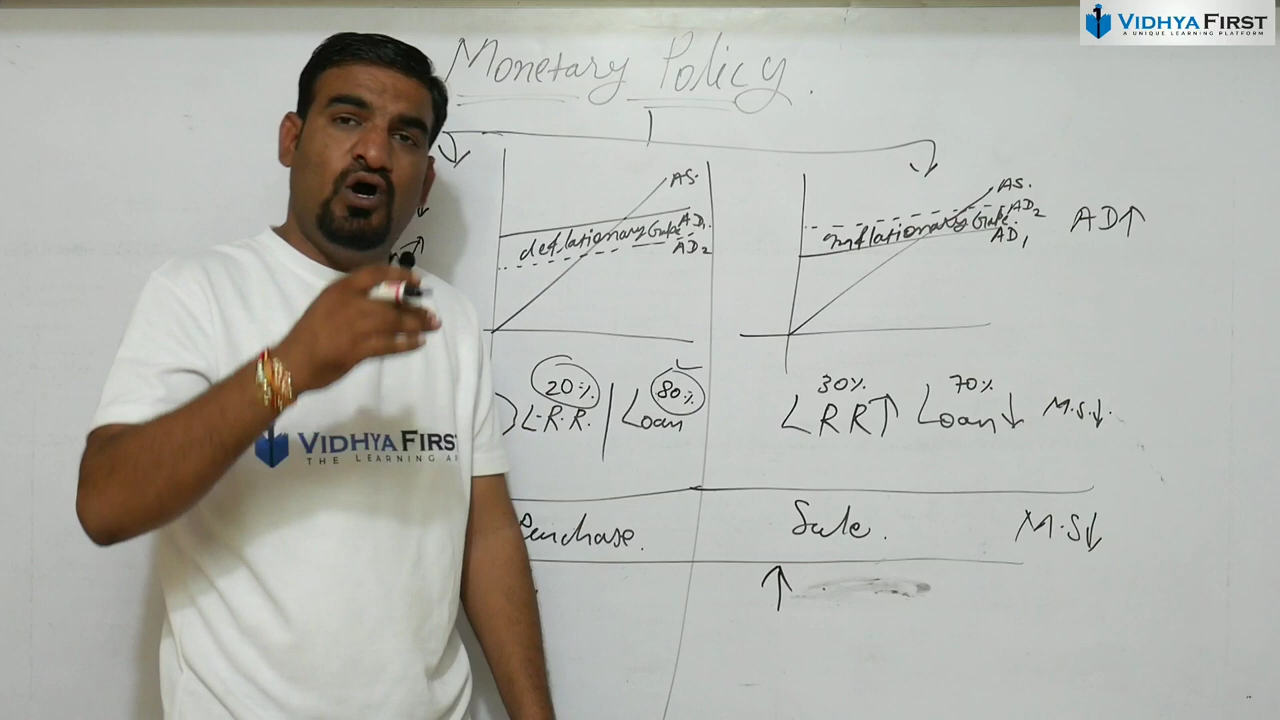 VIDHYA FIRST
A UNIQUE LEARNING PLATFORM
Monetary Policy.
AS.
deflationary Gap
AD1
AD2
AS.
AD2
Inflationary Gap
AD1
AD↑
20%
80%
L.R.R. | Loan
30%
70%
LRR↑ Loan↓ M.S.↓
VIDHYA FIRST
THE LEARNING A
Purchase.
Sale.
M.S↓
↑